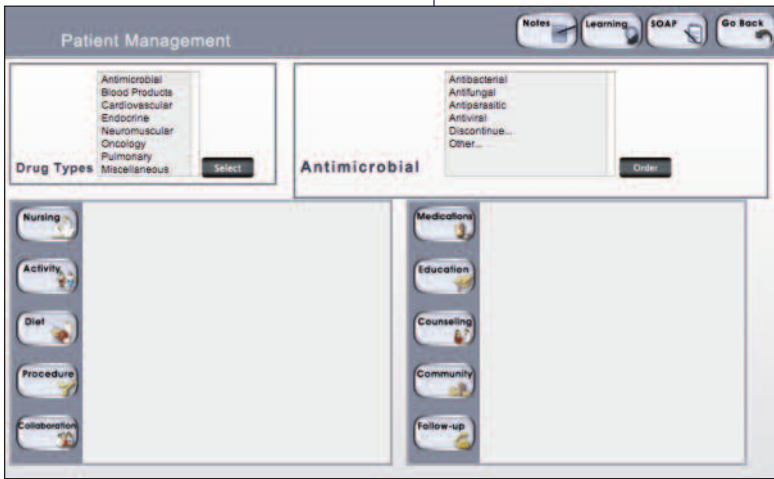 Patient Management
Notes
Learning
SOAP
Go Back
Drug Types
Antimicrobial
Blood Products
Cardiovascular
Endocrine
Neuromuscular
Oncology
Pulmonary
Miscellaneous
Select
Antimicrobial
Antibacterial
Antifungal
Antiparasitic
Antiviral
Discontinue...
Other...
Order
Nursing
Activity
Diet
Procedure
Collaboration
Medications
Education
Counseling
Community
Follow-up